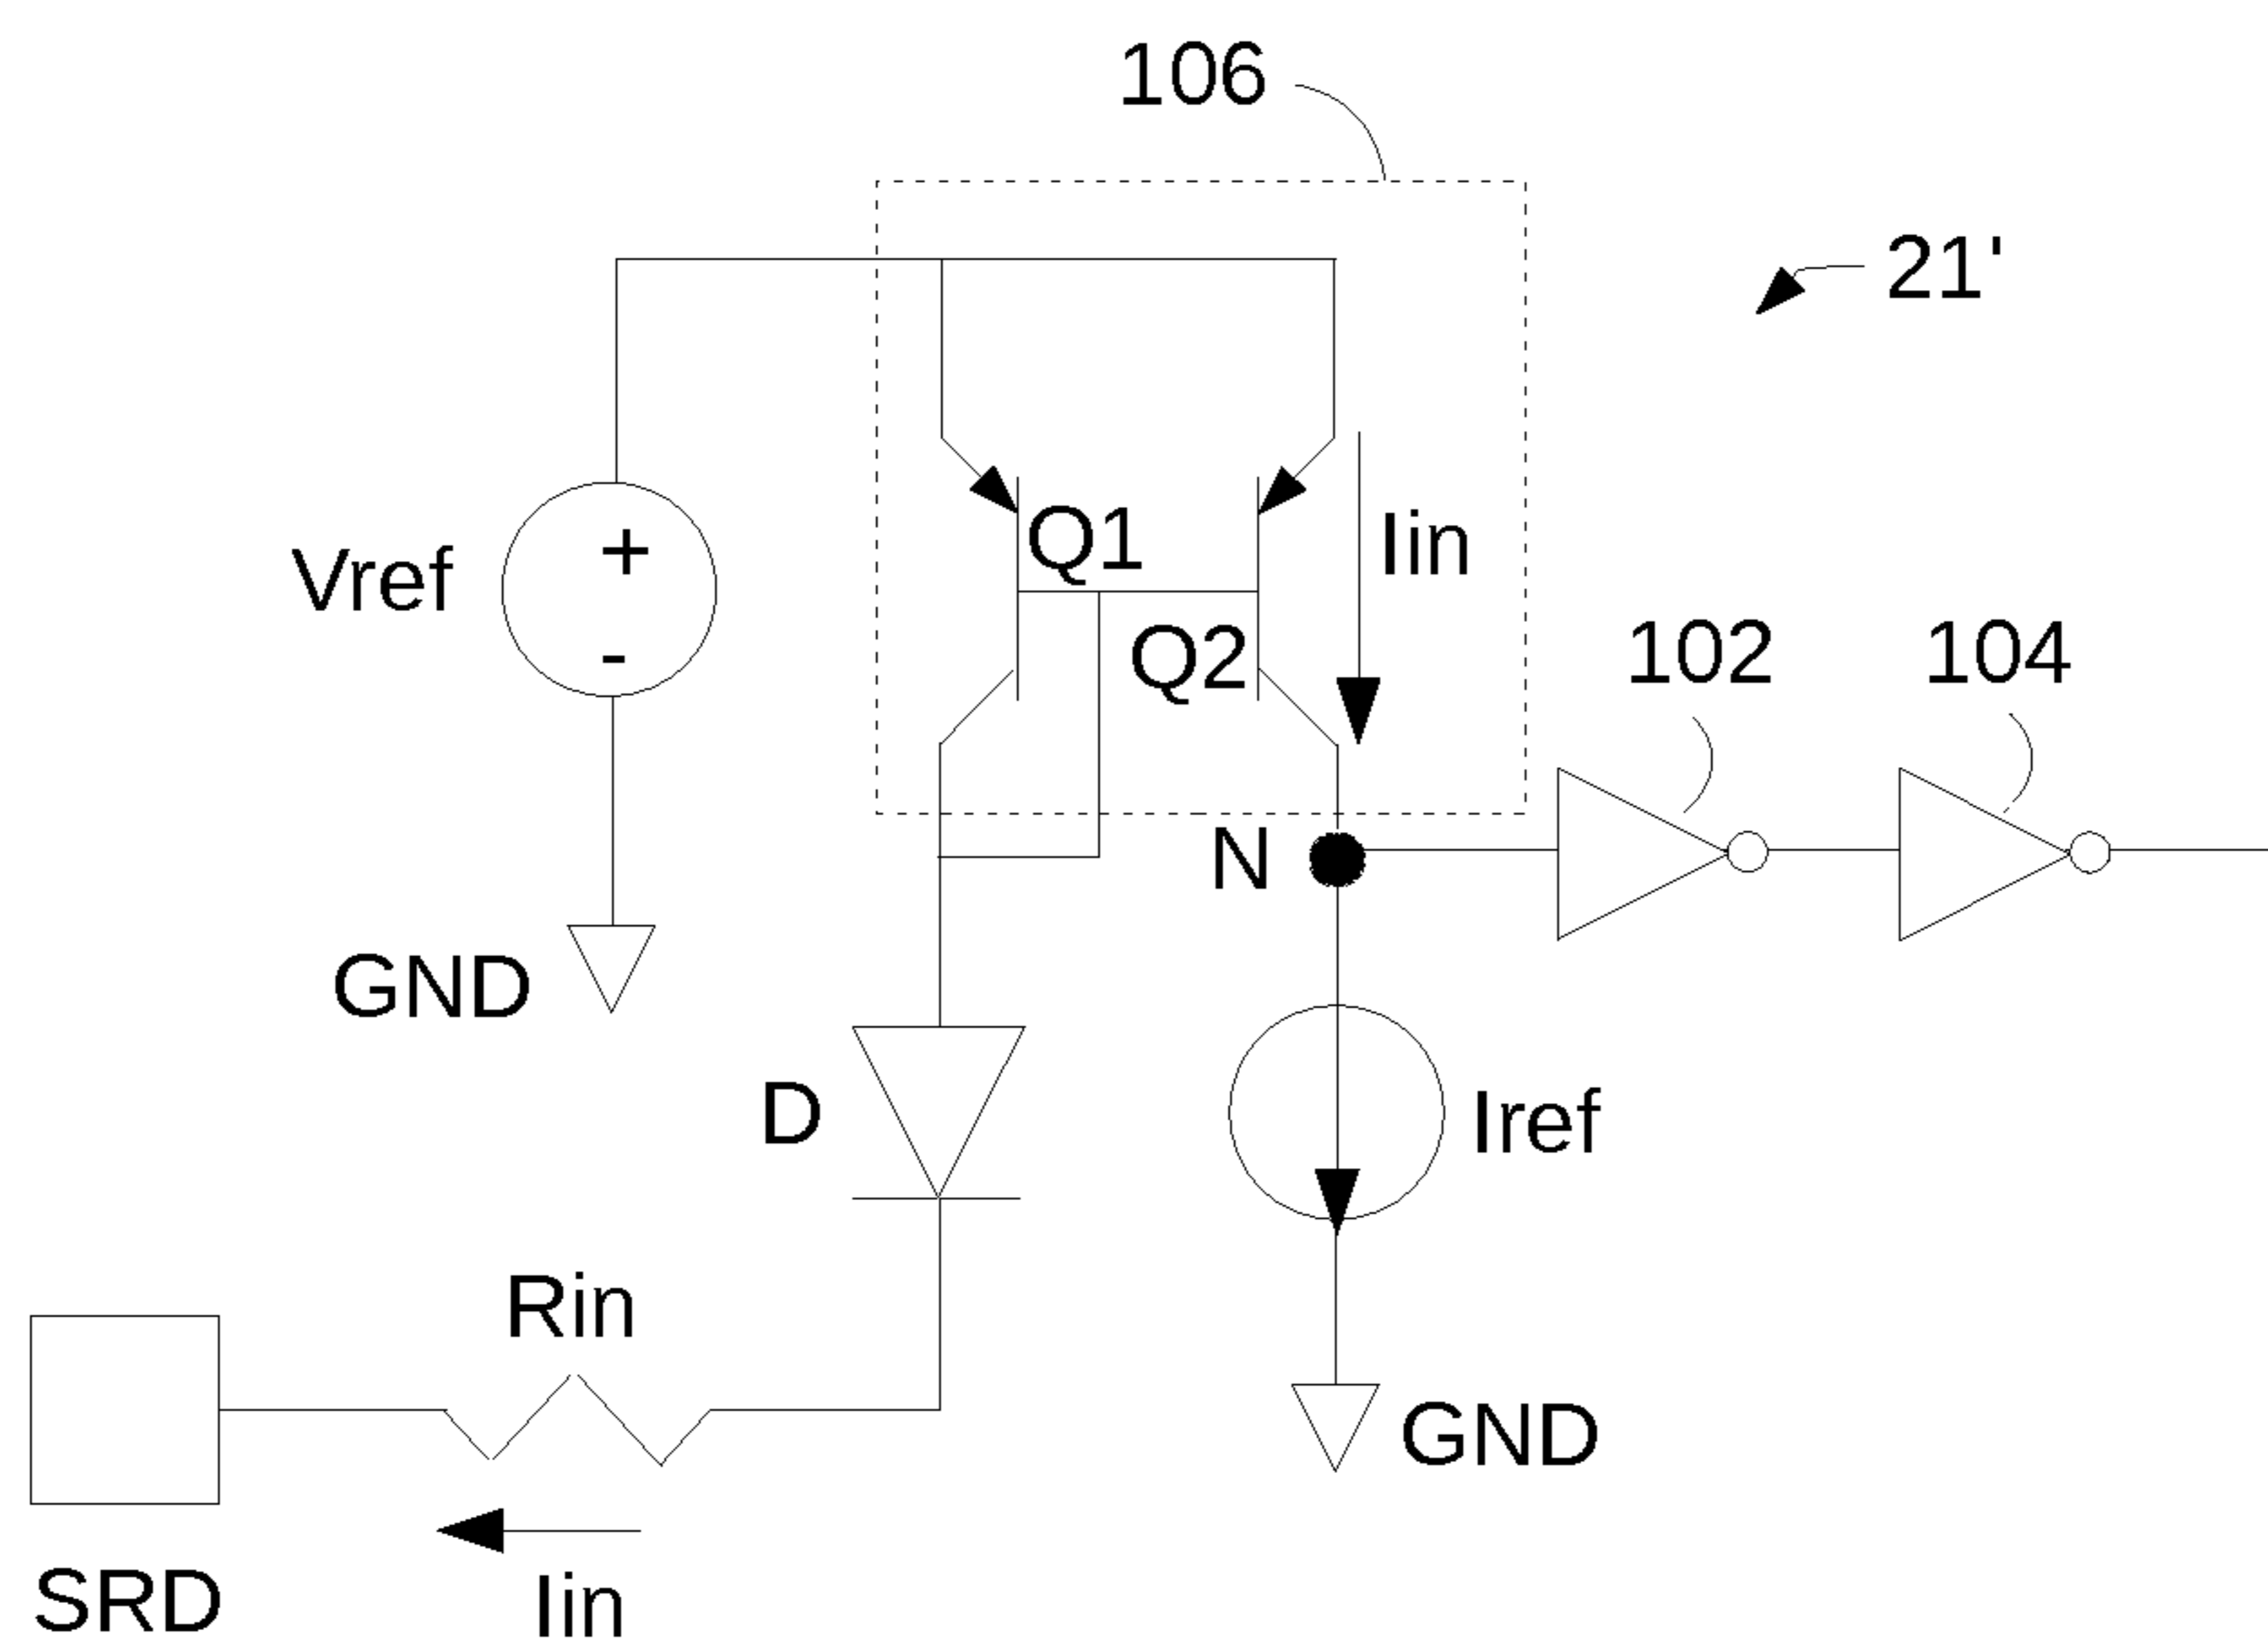 106
21'
Q1
Iin
Vref
+
-
Q2
102
104
N
GND
D
Iref
Rin
GND
SRD
Iin